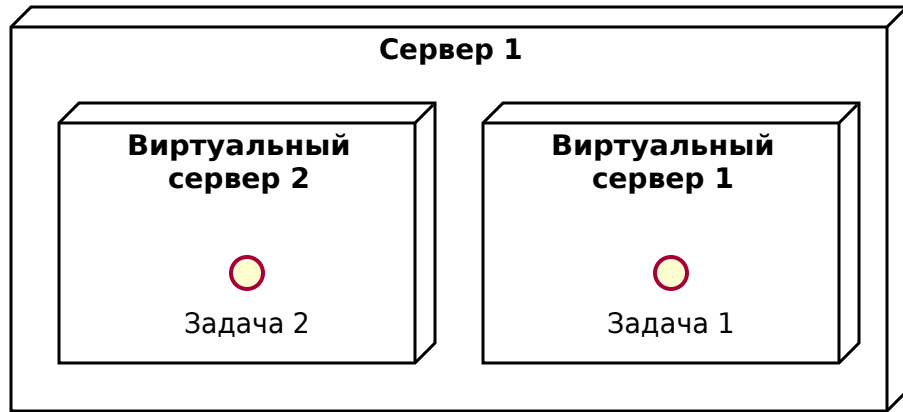 Сервер 1
Виртуальный
сервер 2
Задача 2
Виртуальный
сервер 1
Задача 1